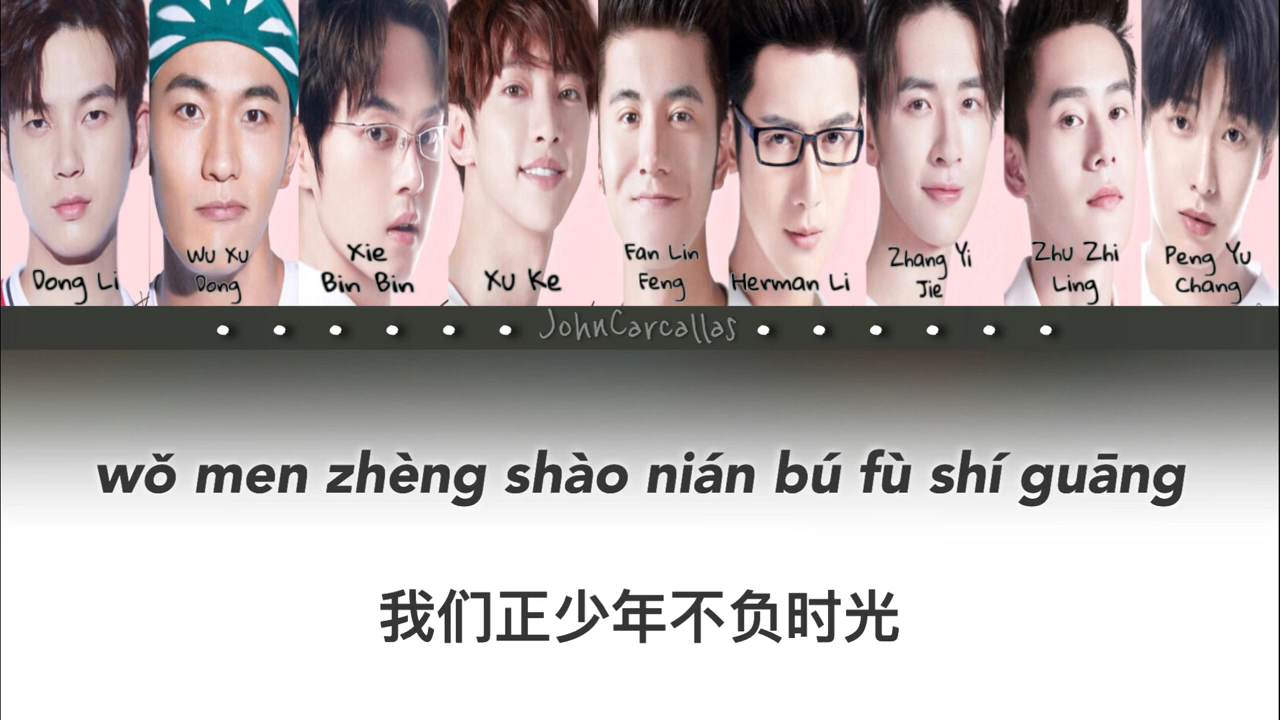 Dong Li
Wu Xu
Dong
Xie
Bin Bin
Xu Ke
Fan Lin
Feng
Herman Li
Zhang Yi
Jie
Zhu Zhi
Ling
Peng Yu
Chang
JohnCarcallas
wǒ men zhèng shào nián bú fù shí guāng
我们正少年不负时光